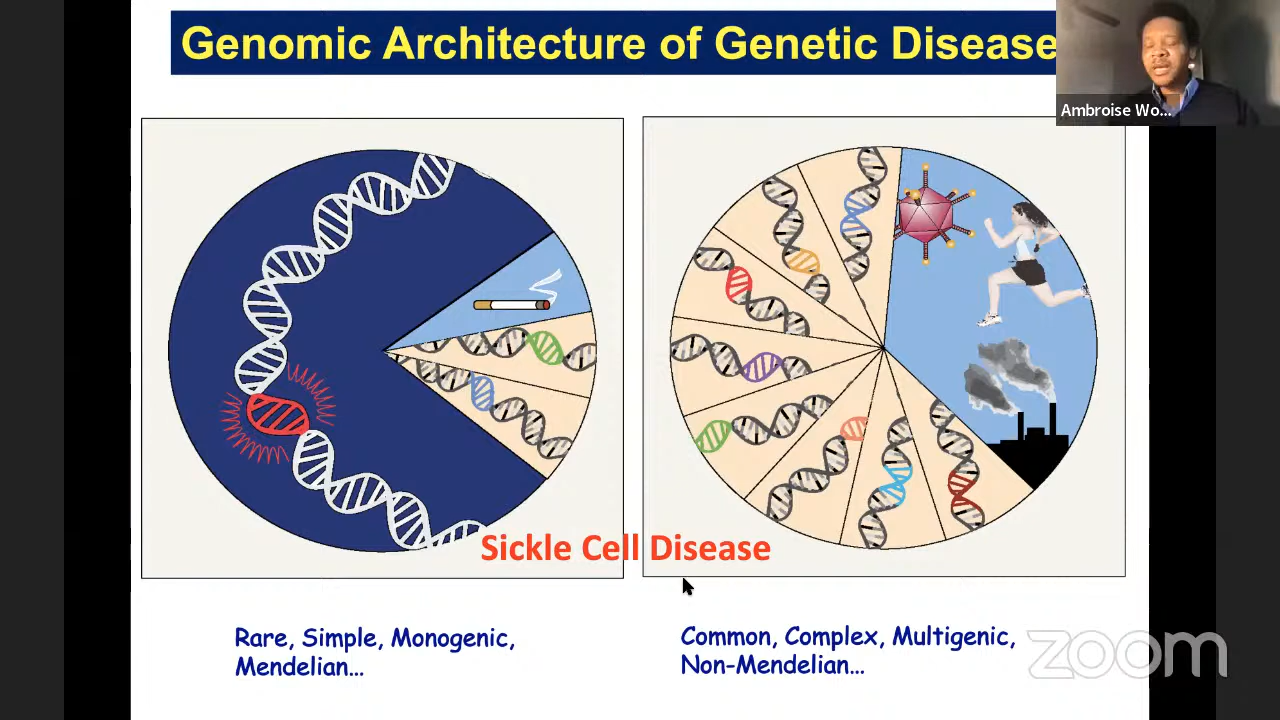 Genomic Architecture of Genetic Disease
Ambroise Wo...
Sickle Cell Disease
Rare, Simple, Monogenic,
Mendelian...
Common, Complex, Multigenic,
Non-Mendelian...
zoom